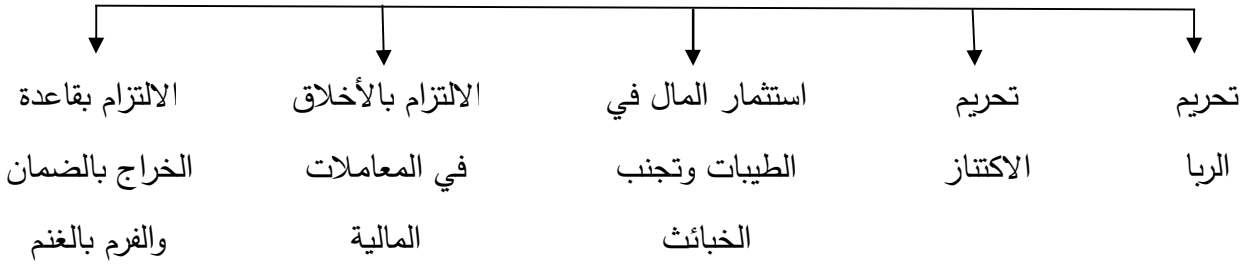 تحريم
الربا
تحريم
الاكتناز
استثمار المال في
الطيبات وتجنب
الخبائث
الالتزام بالأخلاق
في المعاملات
المالية
الالتزام بقاعدة
الخراج بالضمان
والفرم بالغنم